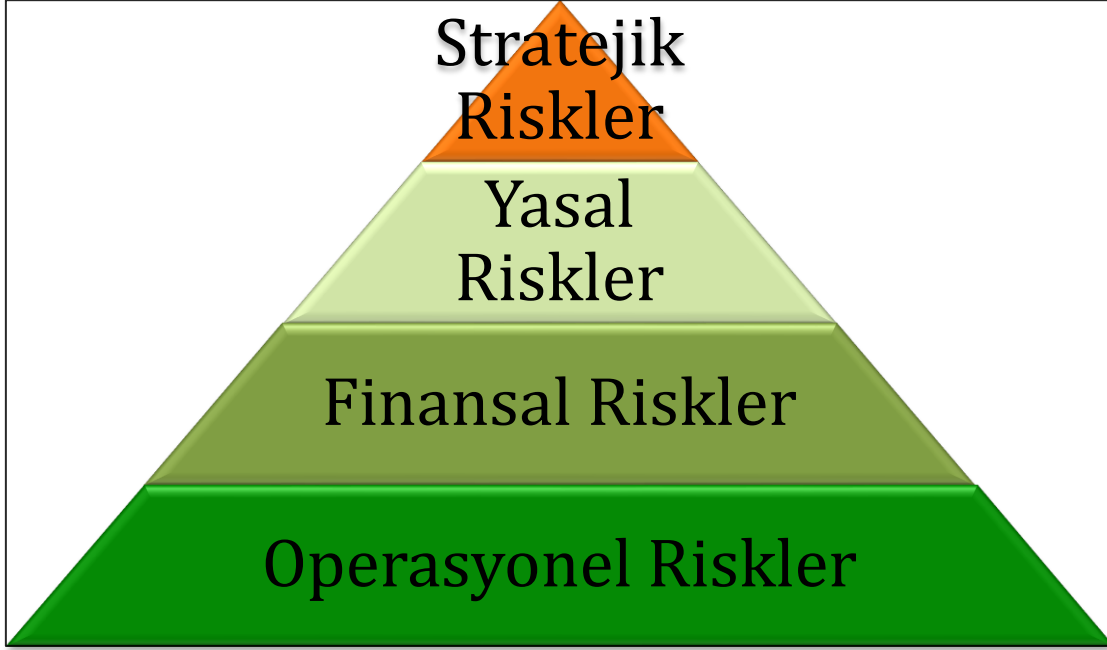 Stratejik
Riskler
Yasal
Riskler
Finansal Riskler
Operasyonel Riskler